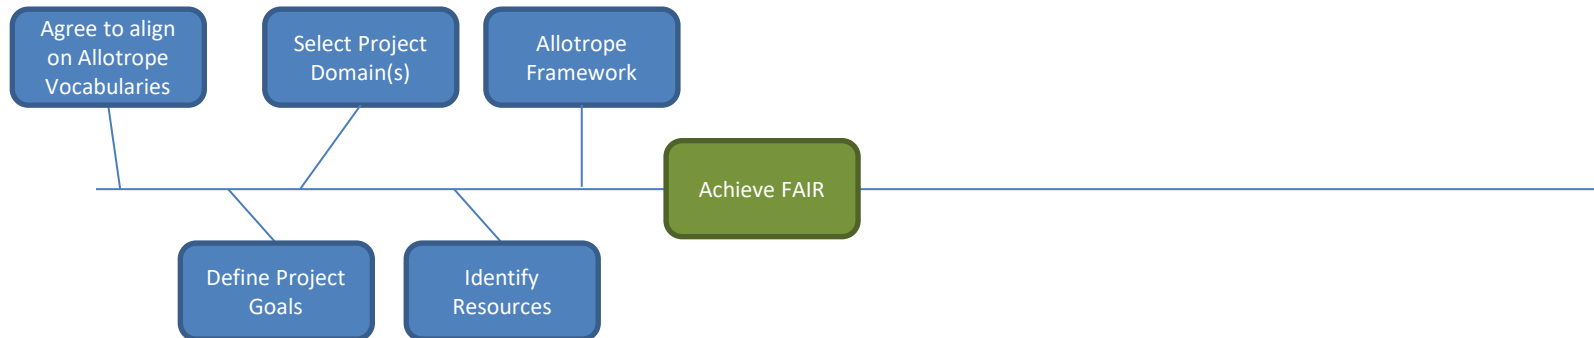 Agree to align
on Allotrope
Vocabularies
Select Project
Domain(s)
Allotrope
Framework
Achieve FAIR
Define Project
Goals
Identify
Resources